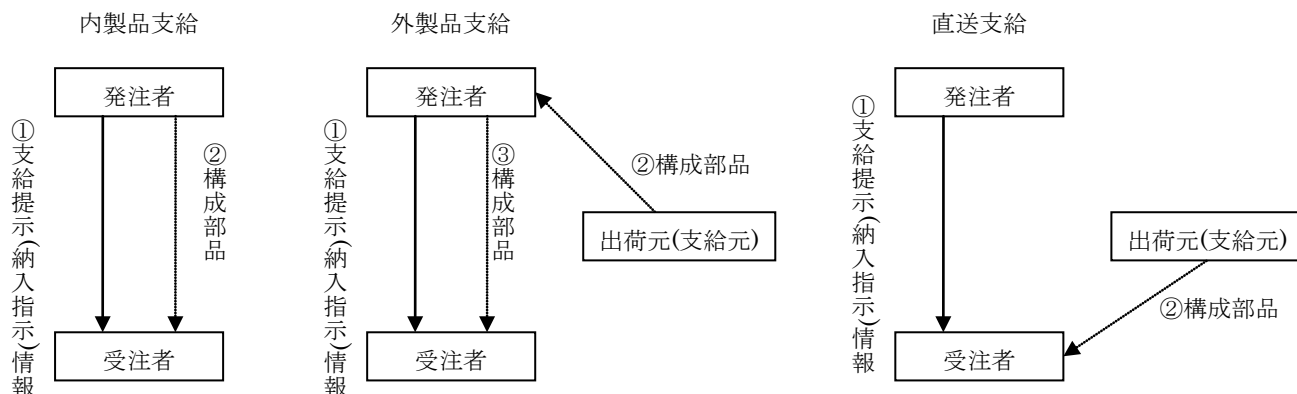 内製品支給
発注者
①支給提示(納入指示)情報
②構成部品
受注者
外製品支給
発注者
①支給提示(納入指示)情報
③構成部品
②構成部品
出荷元(支給元)
受注者
直送支給
発注者
①支給提示(納入指示)情報
出荷元(支給元)
②構成部品
受注者